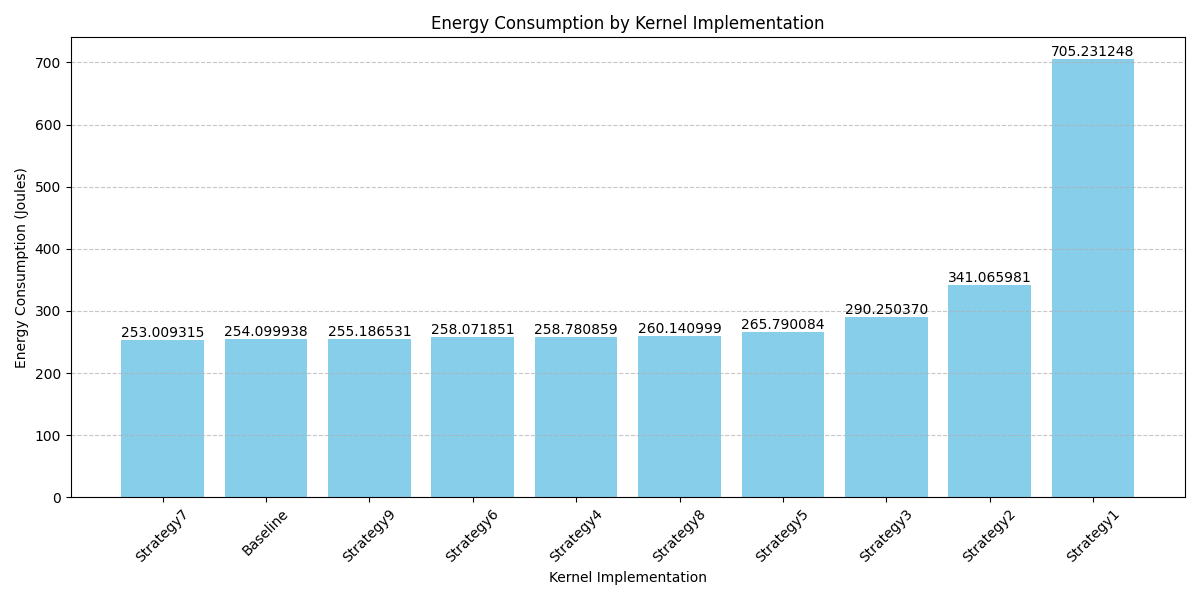 Energy Consumption by Kernel Implementation
Energy Consumption (Joules)
700
600
500
400
300
200
100
0
253.009315
254.099938
255.186531
258.071851
258.780859
260.140999
265.790084
290.250370
341.065981
705.231248
Strategy7
Baseline
Strategy9
Strategy6
Strategy4
Strategy8
Strategy5
Strategy3
Strategy2
Strategy1
Kernel Implementation